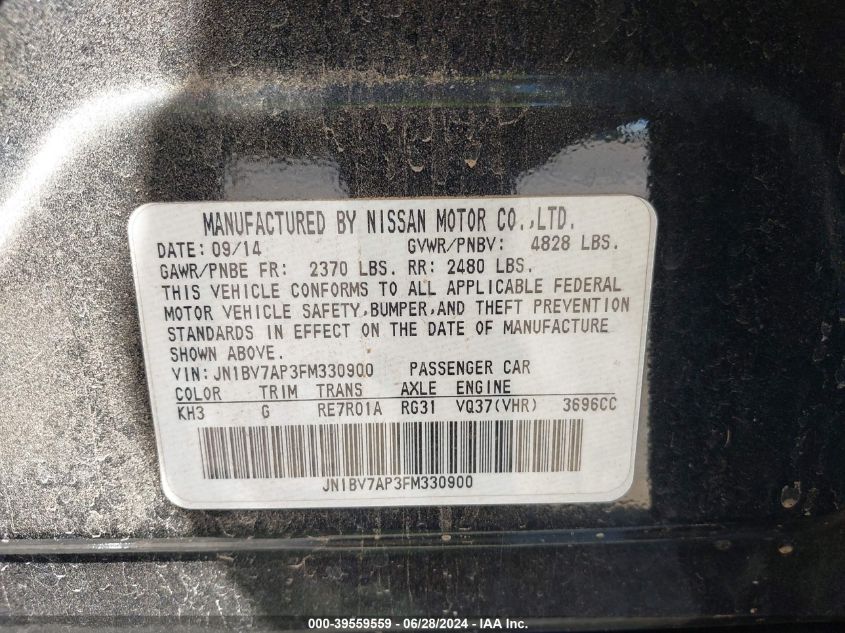 MANUFACTURED BY NISSAN MOTOR CO.,LTD.
DATE: 09/14 GVWR/PNBV: 4828 LBS.
GAWR/PNBE FR: 2370 LBS. RR: 2480 LBS.
THIS VEHICLE CONFORMS TO ALL APPLICABLE FEDERAL
MOTOR VEHICLE SAFETY,BUMPER,AND THEFT PREVENTION
STANDARDS IN EFFECT ON THE DATE OF MANUFACTURE
SHOWN ABOVE.
VIN: JN1BV7AP3FM330900 PASSENGER CAR
COLOR TRIM TRANS AXLE ENGINE
KH3 G RE7R01A RG31 VQ37(VHR) 3696CC
JN1BV7AP3FM330900
000-39559559 - 06/28/2024 - IAA Inc.